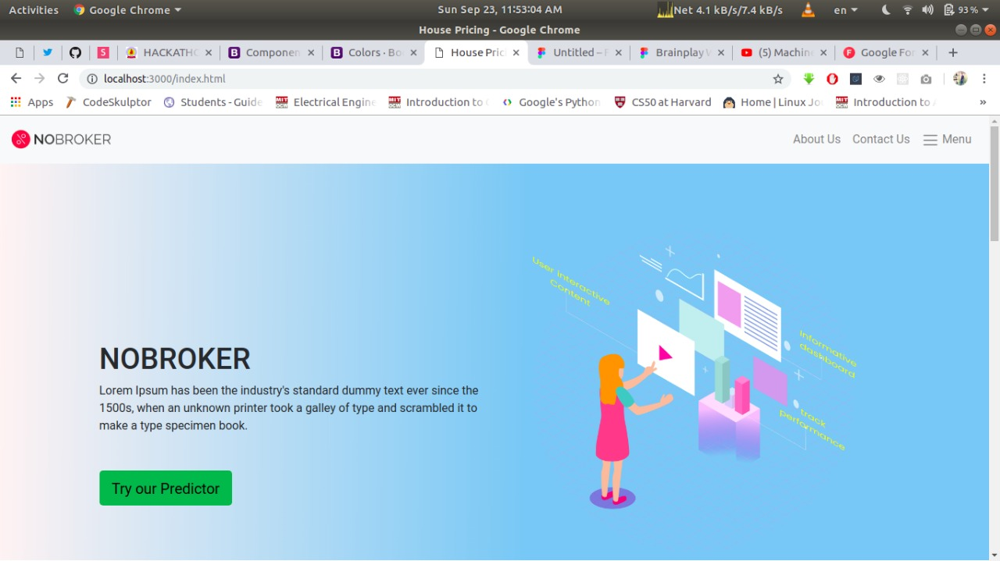 Activities Google Chrome Sun Sep 23, 11:53:04 AM Net 4.1 kB/s/7.4 kB/s en 93 %
House Pricing - Google Chrome
S HACKATHO Componen Colors · Bo House Prici Untitled – F Brainplay W (5) Machine Google For
localhost:3000/index.html
Apps CodeSkulptor Students - Guide Electrical Engine Introduction to C Google's Python CS50 at Harvard Home | Linux Jou Introduction to A »
NOBROKER About Us Contact Us Menu
User interactive
Content
Informative
dashboard
NOBROKER
Lorem Ipsum has been the industry's standard dummy text ever since the
1500s, when an unknown printer took a galley of type and scrambled it to
make a type specimen book.
track
performance
Try our Predictor